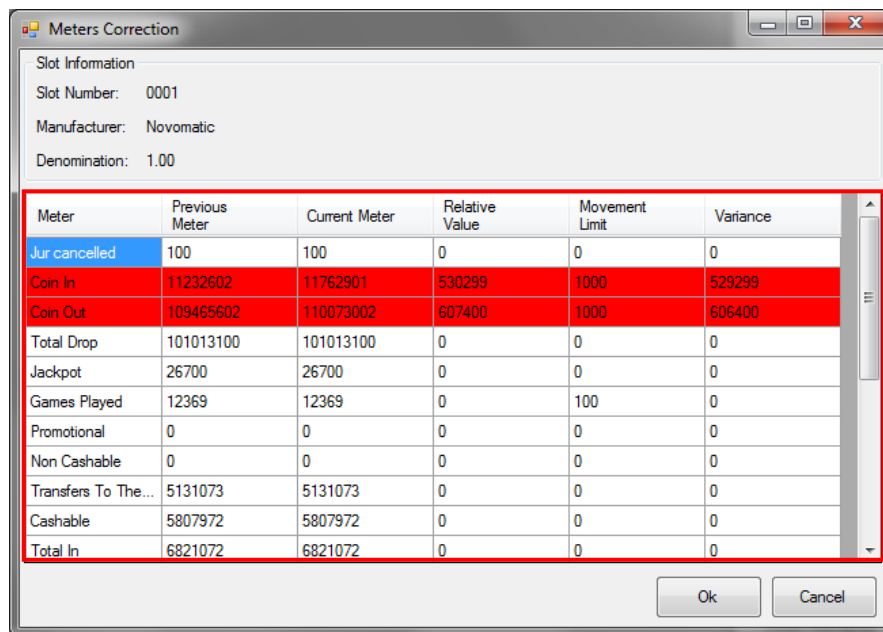 Meters Correction
Slot Information
Slot Number: 0001
Manufacturer: Novomatic
Denomination: 1.00
Meter Previous Meter Current Meter Relative Value Movement Limit Variance
Jur cancelled 100 100 0 0 0
Coin In 11232602 11762901 530299 1000 529299
Coin Out 109465602 110073002 607400 1000 606400
Total Drop 101013100 101013100 0 0 0
Jackpot 26700 26700 0 0 0
Games Played 12369 12369 0 100 0
Promotional 0 0 0 0 0
Non Cashable 0 0 0 0 0
Transfers To The... 5131073 5131073 0 0 0
Cashable 5807972 5807972 0 0 0
Total In 6821072 6821072 0 0 0
Ok Cancel